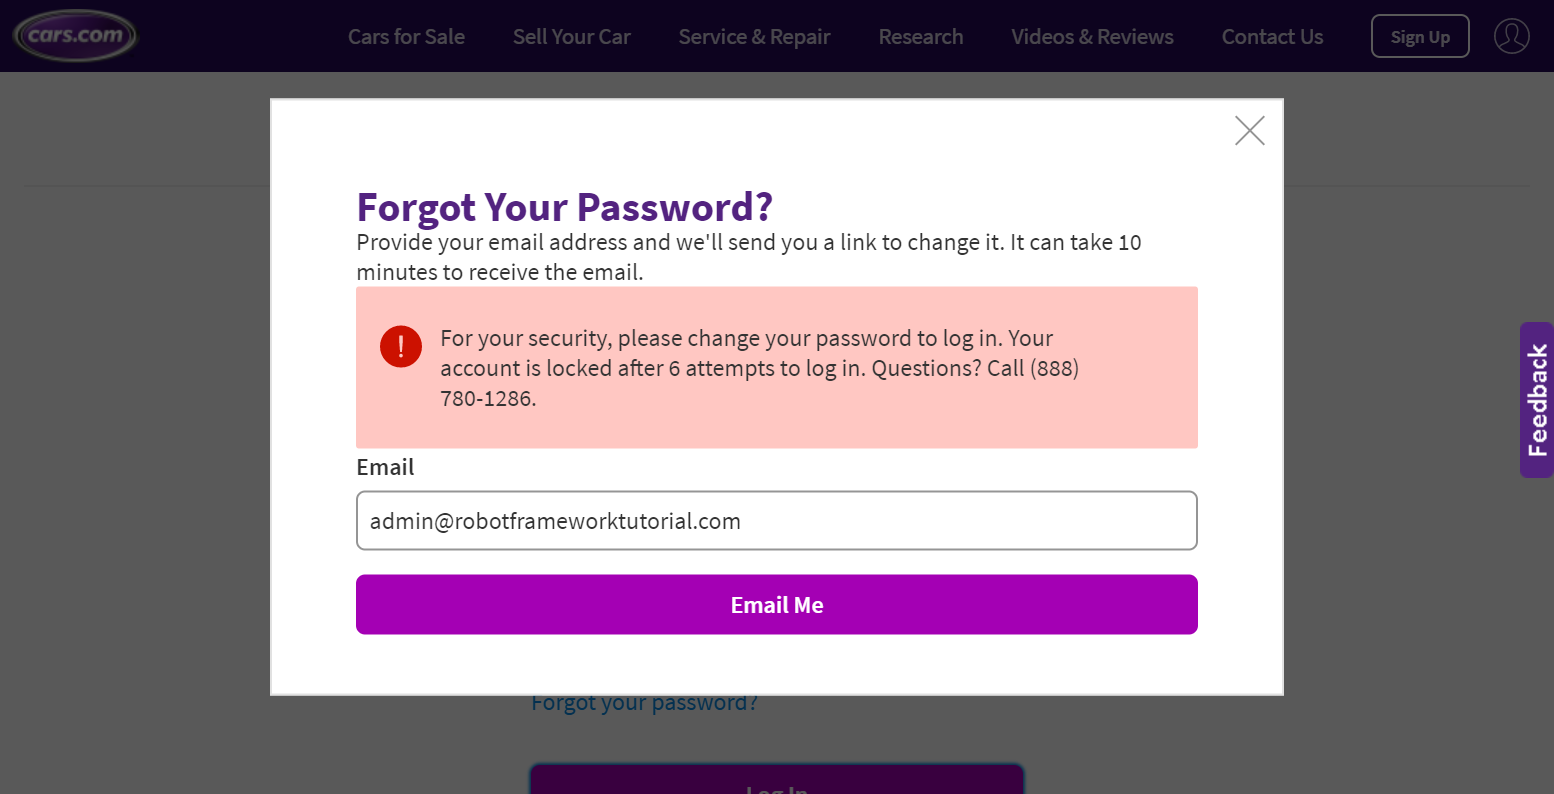 cars.com
Cars for Sale
Sell Your Car
Service & Repair
Research
Videos & Reviews
Contact Us
Sign Up
Forgot Your Password?
Provide your email address and we'll send you a link to change it. It can take 10
minutes to receive the email.
For your security, please change your password to log in. Your
account is locked after 6 attempts to log in. Questions? Call (888)
780-1286.
Email
admin@robotframeworktutorial.com
Email Me
Feedback
Forgot your password?
Log In